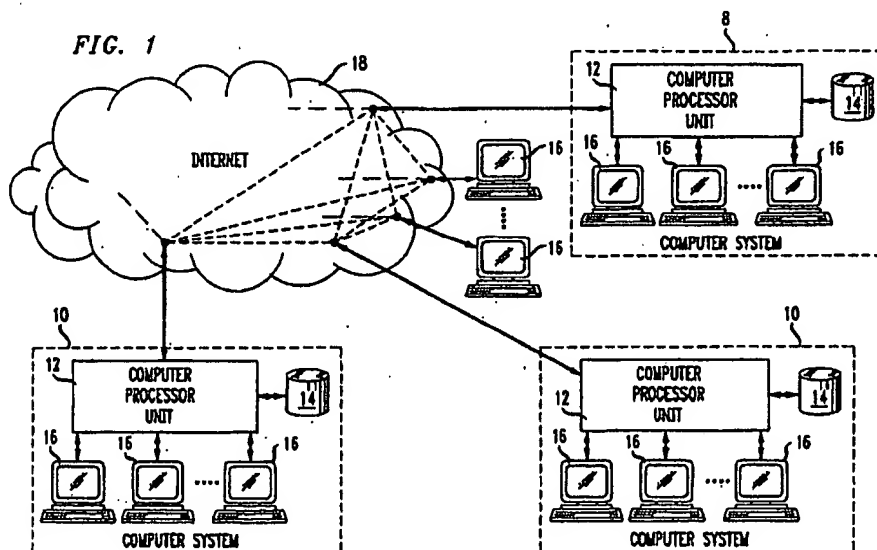 FIG. 1
18
INTERNET
16
16
8
12
COMPUTER
PROCESSOR
UNIT
14
16
16
16
COMPUTER SYSTEM
10
12
COMPUTER
PROCESSOR
UNIT
14
16
16
16
COMPUTER SYSTEM
10
12
COMPUTER
PROCESSOR
UNIT
14
16
16
16
COMPUTER SYSTEM